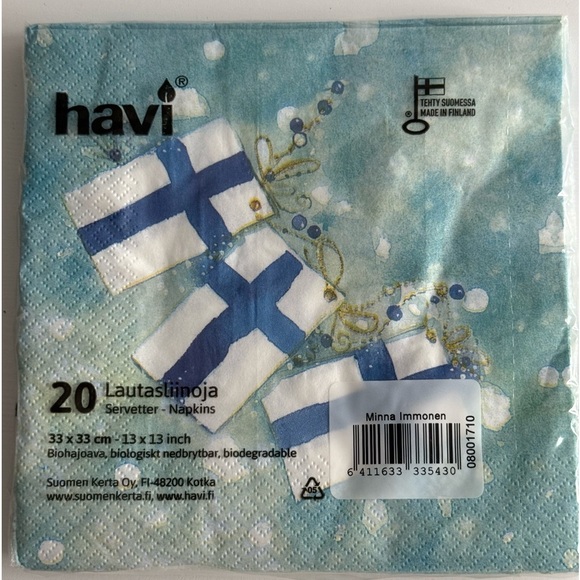 havi®
TEHTY SUOMESSA
MADE IN FINLAND
20 Lautasliinoja
Servetter - Napkins
33 x 33 cm - 13 x 13 inch
Biohajoava, biologiskt nedbrytbar, biodegradable
Suomen Kerta Oy, FI-48200 Kotka
www.suomenkerta.fi, www.havi.fi
05
Minna Immonen
6 411633 335430
08001710